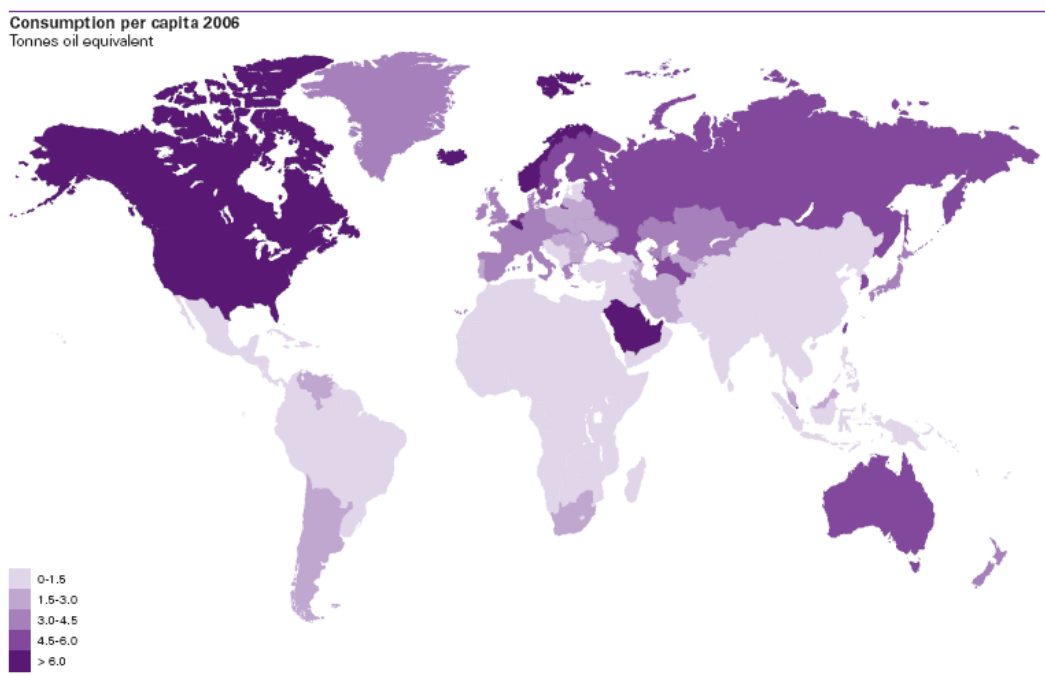 Consumption per capita 2006
Tonnes oil equivalent
0-1.5
1.5-3.0
3.0-4.5
4.5-6.0
> 6.0